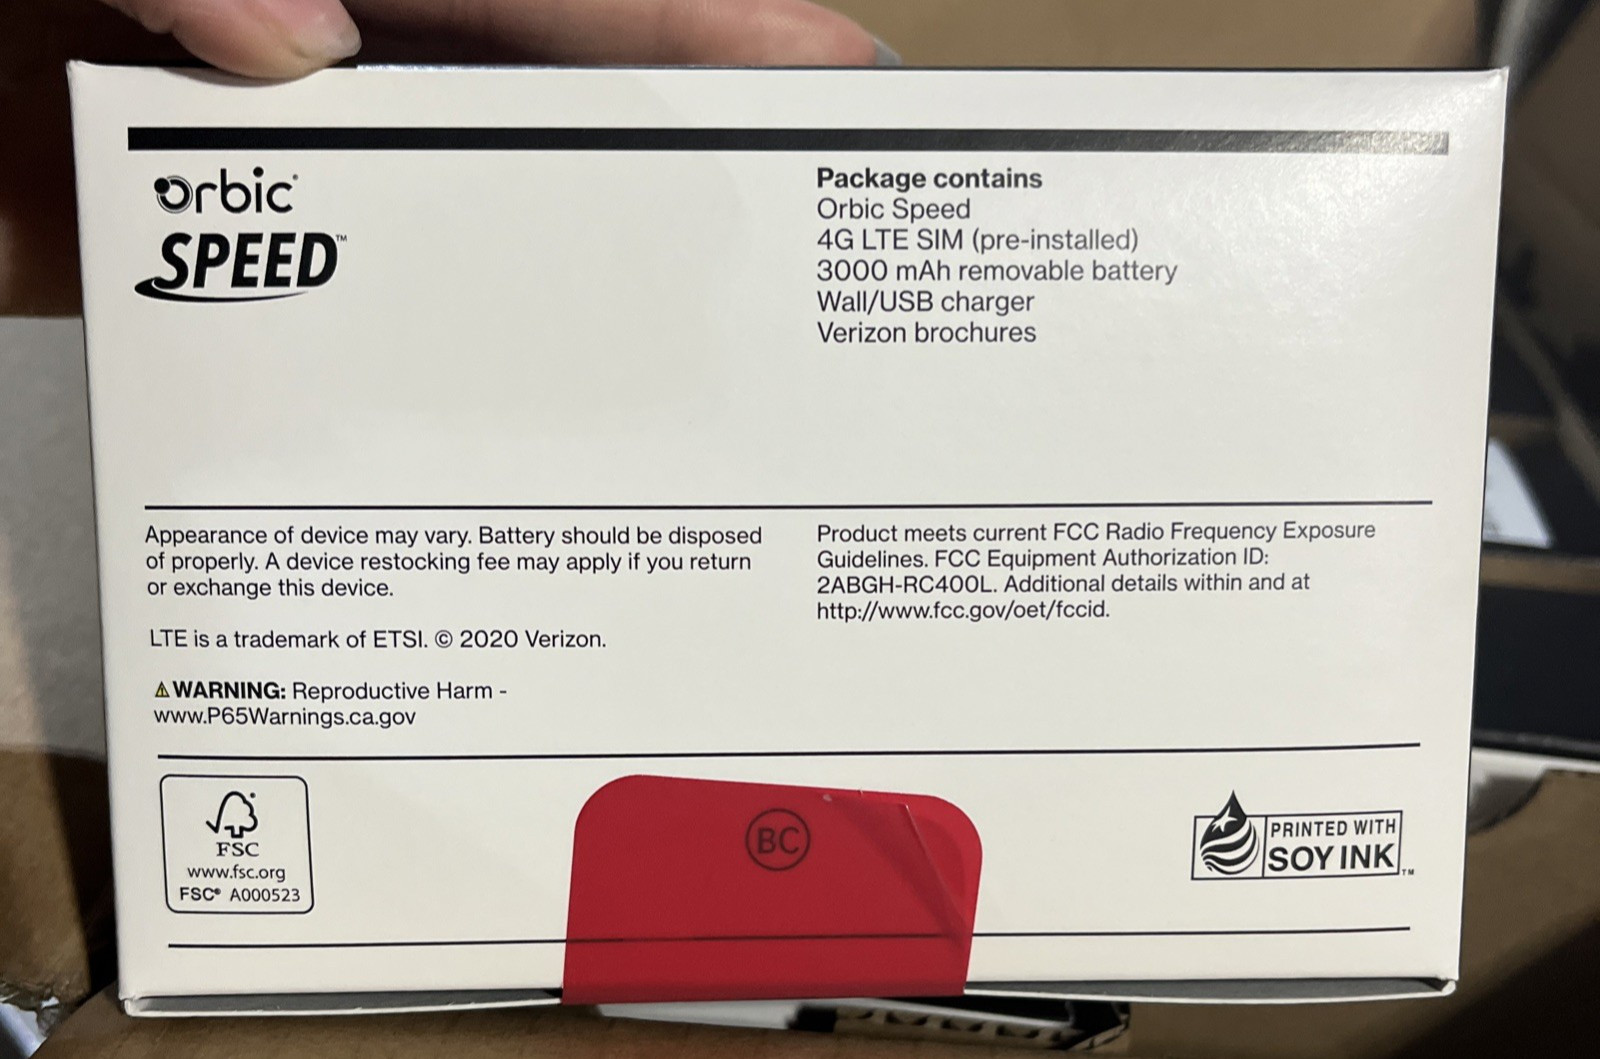 Orbic
SPEED™
Package contains
Orbic Speed
4G LTE SIM (pre-installed)
3000 mAh removable battery
Wall/USB charger
Verizon brochures
Appearance of device may vary. Battery should be disposed
of properly. A device restocking fee may apply if you return
or exchange this device.
LTE is a trademark of ETSI. © 2020 Verizon.
⚠ WARNING: Reproductive Harm -
www.P65Warnings.ca.gov
Product meets current FCC Radio Frequency Exposure
Guidelines. FCC Equipment Authorization ID:
2ABGH-RC400L. Additional details within and at
http://www.fcc.gov/oet/fccid.
FSC
www.fsc.org
FSC® A000523
BC
PRINTED WITH
SOY INK™